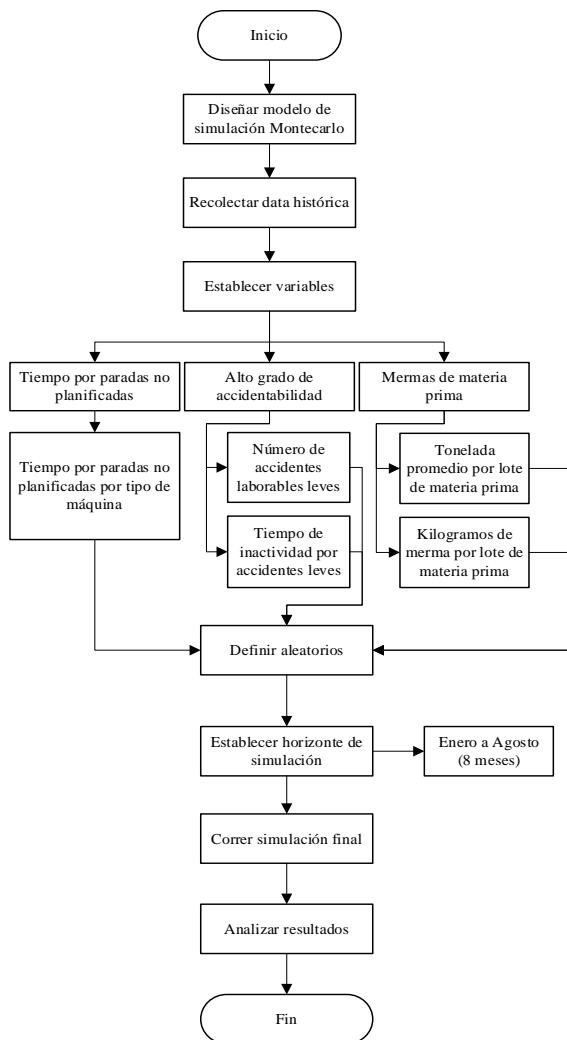 Inicio
Diseñar modelo de
simulación Montecarlo
Recolectar data histórica
Establecer variables
Tiempo por paradas no
planificadas
Alto grado de
accidentabilidad
Mermas de materia
prima
Tiempo por paradas no
planificadas por tipo de
máquina
Número de
accidentes
laborables leves
Tonelada
promedio por lote
de materia prima
Tiempo de
inactividad por
accidentes leves
Kilogramos de
merma por lote de
materia prima
Definir aleatorios
Establecer horizonte de
simulación
Enero a Agosto
(8 meses)
Correr simulación final
Analizar resultados
Fin